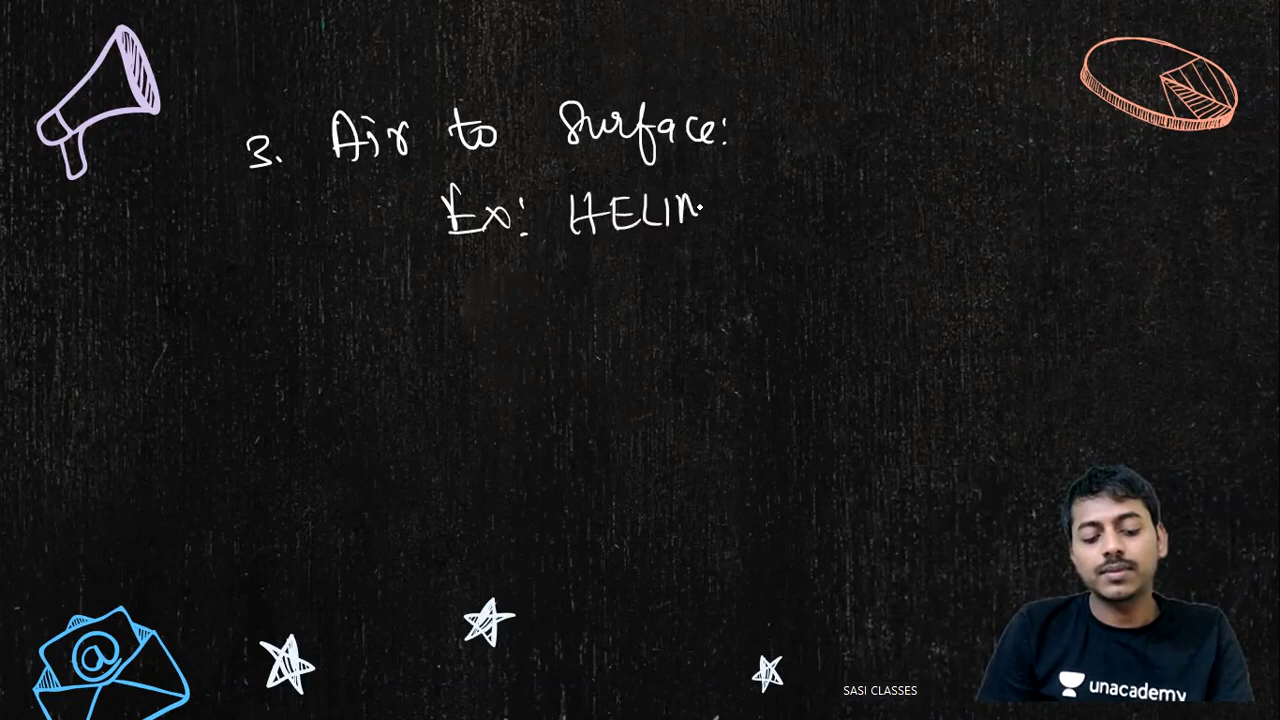 3. Air to Surface:
Ex: HELIN
@
unacademy
SASI CLASSES